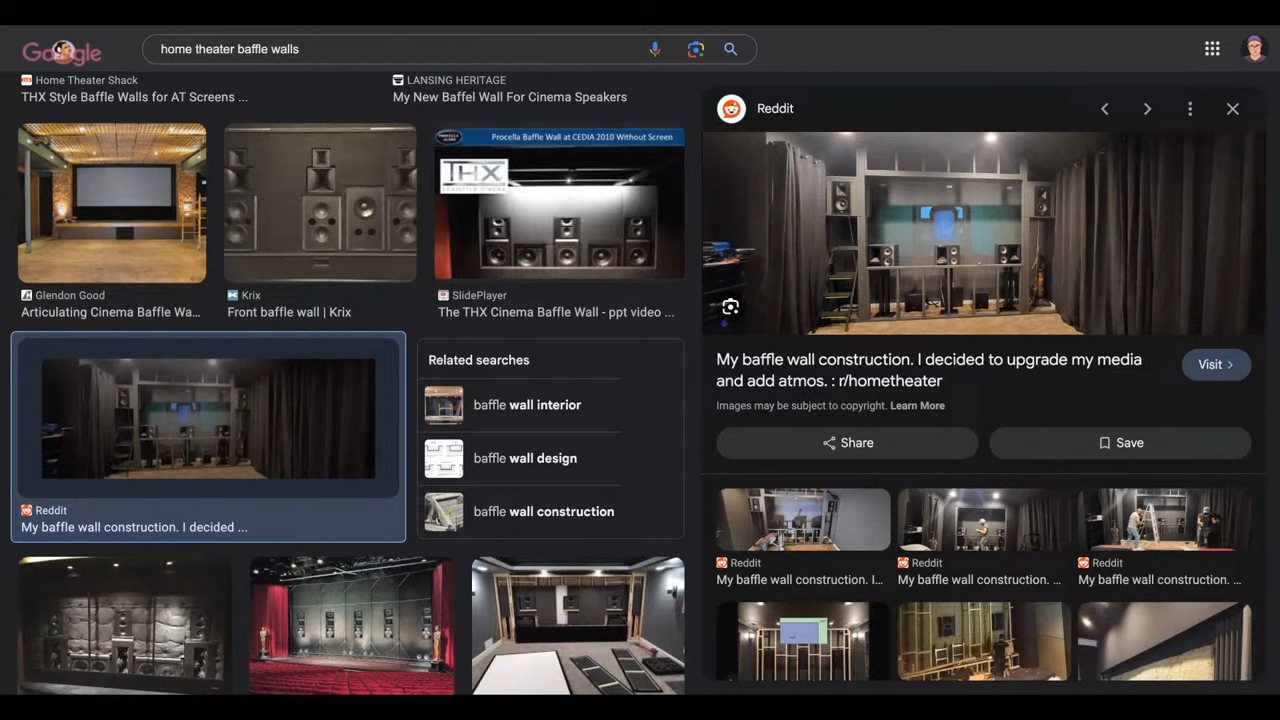 Google
home theater baffle walls
Home Theater Shack
THX Style Baffle Walls for AT Screens ...
LANSING HERITAGE
My New Baffel Wall For Cinema Speakers
Procella Baffle Wall at CEDIA 2010 Without Screen
THX
Glendon Good
Articulating Cinema Baffle Wa...
Krix
Front baffle wall | Krix
SlidePlayer
The THX Cinema Baffle Wall - ppt video ...
Reddit
My baffle wall construction. I decided ...
Related searches
baffle wall interior
baffle wall design
baffle wall construction
Reddit
My baffle wall construction. I decided to upgrade my media
and add atmos. : r/hometheater
Visit
Images may be subject to copyright. Learn More
Share
Save
Reddit
My baffle wall construction. I...
Reddit
My baffle wall construction. ...
Reddit
My baffle wall construction. ...